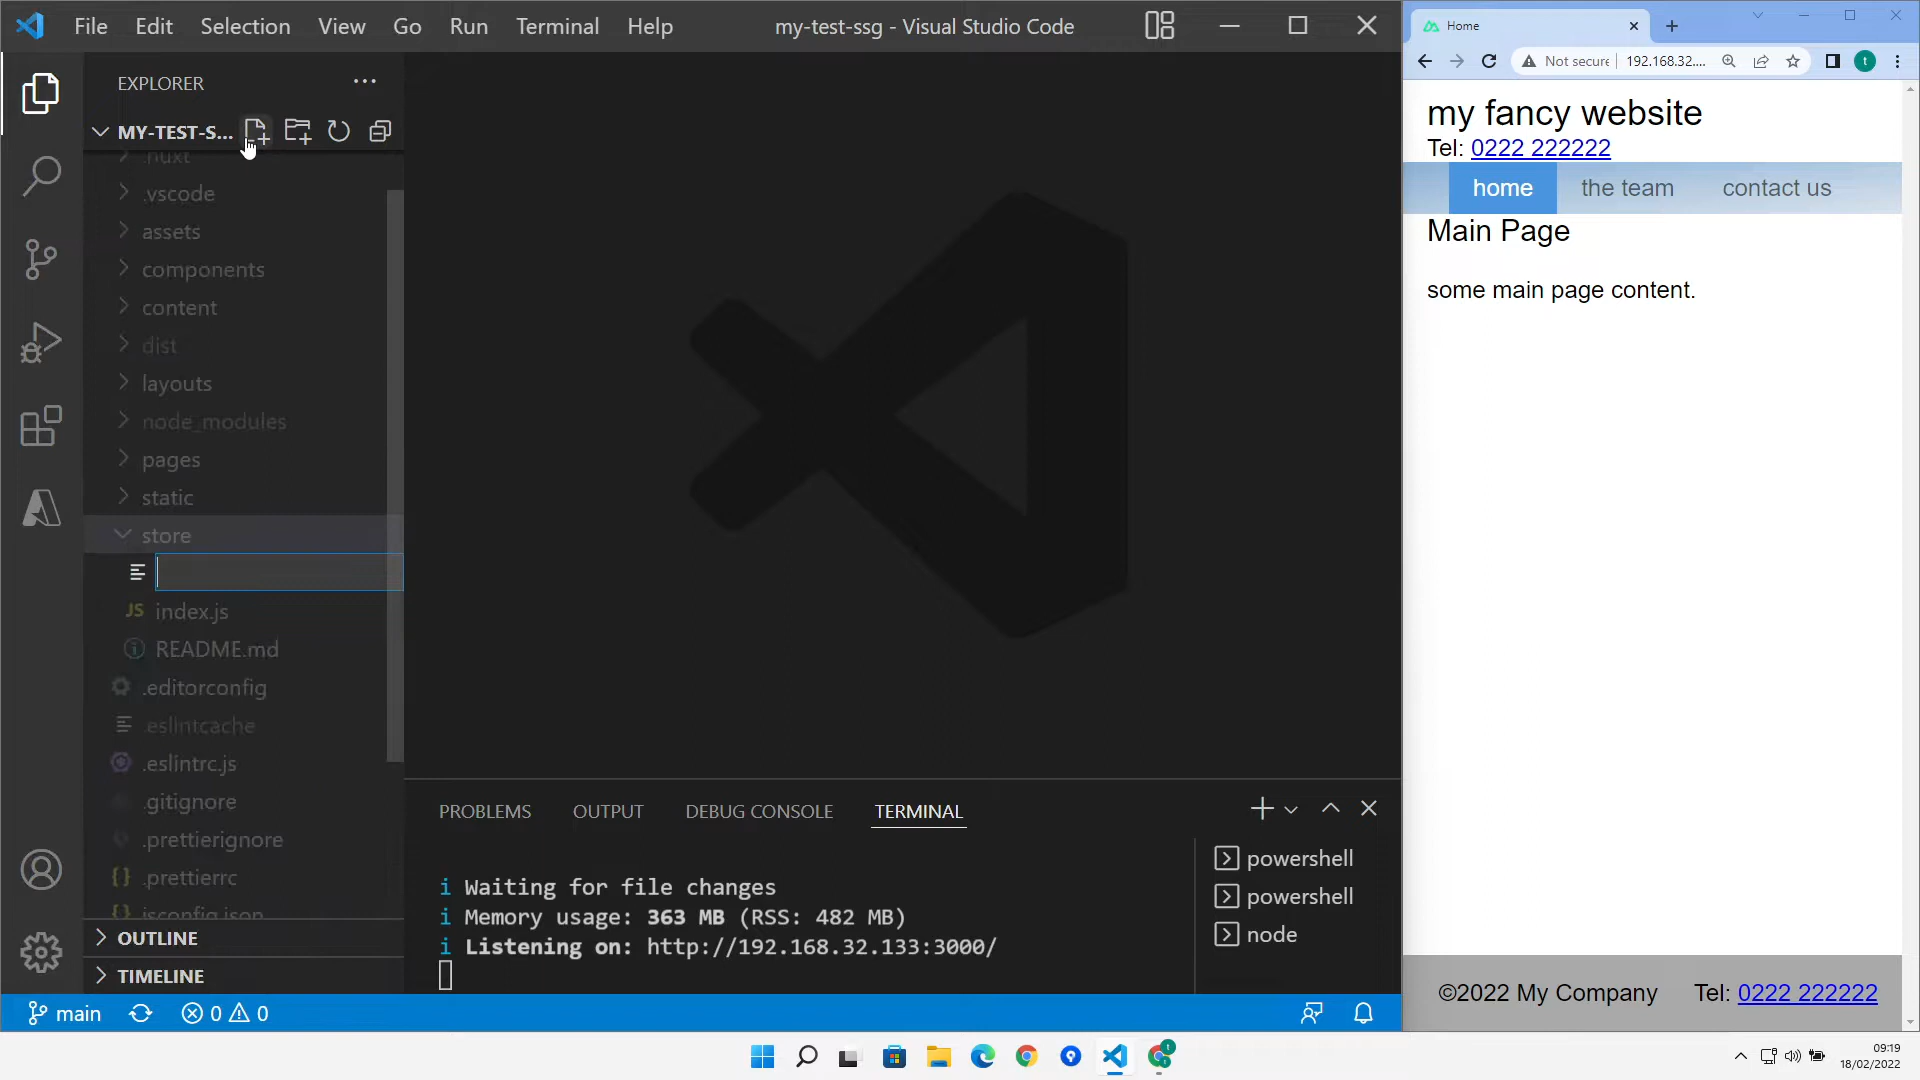 File Edit Selection View Go Run Terminal Help
my-test-ssg - Visual Studio Code
EXPLORER
MY-TEST-S...
.nuxt
.vscode
assets
components
content
dist
layouts
node_modules
pages
static
store
JS index.js
README.md
.editorconfig
.eslintcache
.eslintrc.js
.gitignore
.prettierignore
{} .prettierrc
{} jsconfig.json
OUTLINE
TIMELINE
PROBLEMS OUTPUT DEBUG CONSOLE TERMINAL
i Waiting for file changes
i Memory usage: 363 MB (RSS: 482 MB)
i Listening on: http://192.168.32.133:3000/
powershell
powershell
node
main 0 0
Home
Not secure 192.168.32....
t
my fancy website
Tel: 0222 222222
home the team contact us
Main Page
some main page content.
©2022 My Company Tel: 0222 222222
t
09:19
18/02/2022